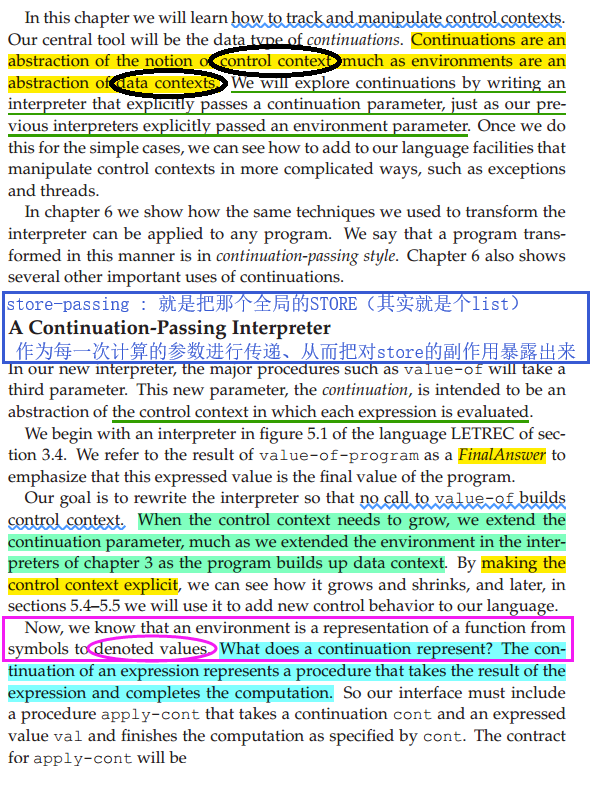 In this chapter we will learn how to track and manipulate control contexts.
Our central tool will be the data type of continuations. Continuations are an
abstraction of the notion of control context, much as environments are an
abstraction of data contexts. We will explore continuations by writing an
interpreter that explicitly passes a continuation parameter, just as our pre-
vious interpreters explicitly passed an environment parameter. Once we do
this for the simple cases, we can see how to add to our language facilities that
manipulate control contexts in more complicated ways, such as exceptions
and threads.
In chapter 6 we show how the same techniques we used to transform the
interpreter can be applied to any program. We say that a program trans-
formed in this manner is in continuation-passing style. Chapter 6 also shows
several other important uses of continuations.
store-passing : 就是把那个全局的STORE（其实就是个list）
A Continuation-Passing Interpreter
作为每一次计算的参数进行传递、从而把对store的副作用暴露出来
In our new interpreter, the major procedures such as value-of will take a
third parameter. This new parameter, the continuation, is intended to be an
abstraction of the control context in which each expression is evaluated.
We begin with an interpreter in figure 5.1 of the language LETREC of sec-
tion 3.4. We refer to the result of value-of-program as a FinalAnswer to
emphasize that this expressed value is the final value of the program.
Our goal is to rewrite the interpreter so that no call to value-of builds
control context. When the control context needs to grow, we extend the
continuation parameter, much as we extended the environment in the inter-
preters of chapter 3 as the program builds up data context. By making the
control context explicit, we can see how it grows and shrinks, and later, in
sections 5.4–5.5 we will use it to add new control behavior to our language.
Now, we know that an environment is a representation of a function from
symbols to denoted values. What does a continuation represent? The con-
tinuation of an expression represents a procedure that takes the result of the
expression and completes the computation. So our interface must include
a procedure apply-cont that takes a continuation cont and an expressed
value val and finishes the computation as specified by cont. The contract
for apply-cont will be